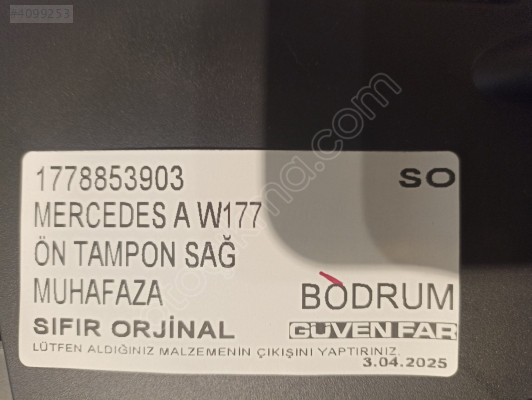 #4099253
1778853903 SO
MERCEDES A W177
ÖN TAMPON SAĞ
MUHAFAZA BODRUM
SIFIR ORJİNAL GÜVEN FAR
LÜTFEN ALDIĞINIZ MALZEMENİN ÇIKIŞINI YAPTIRINIZ.
3.04.2025